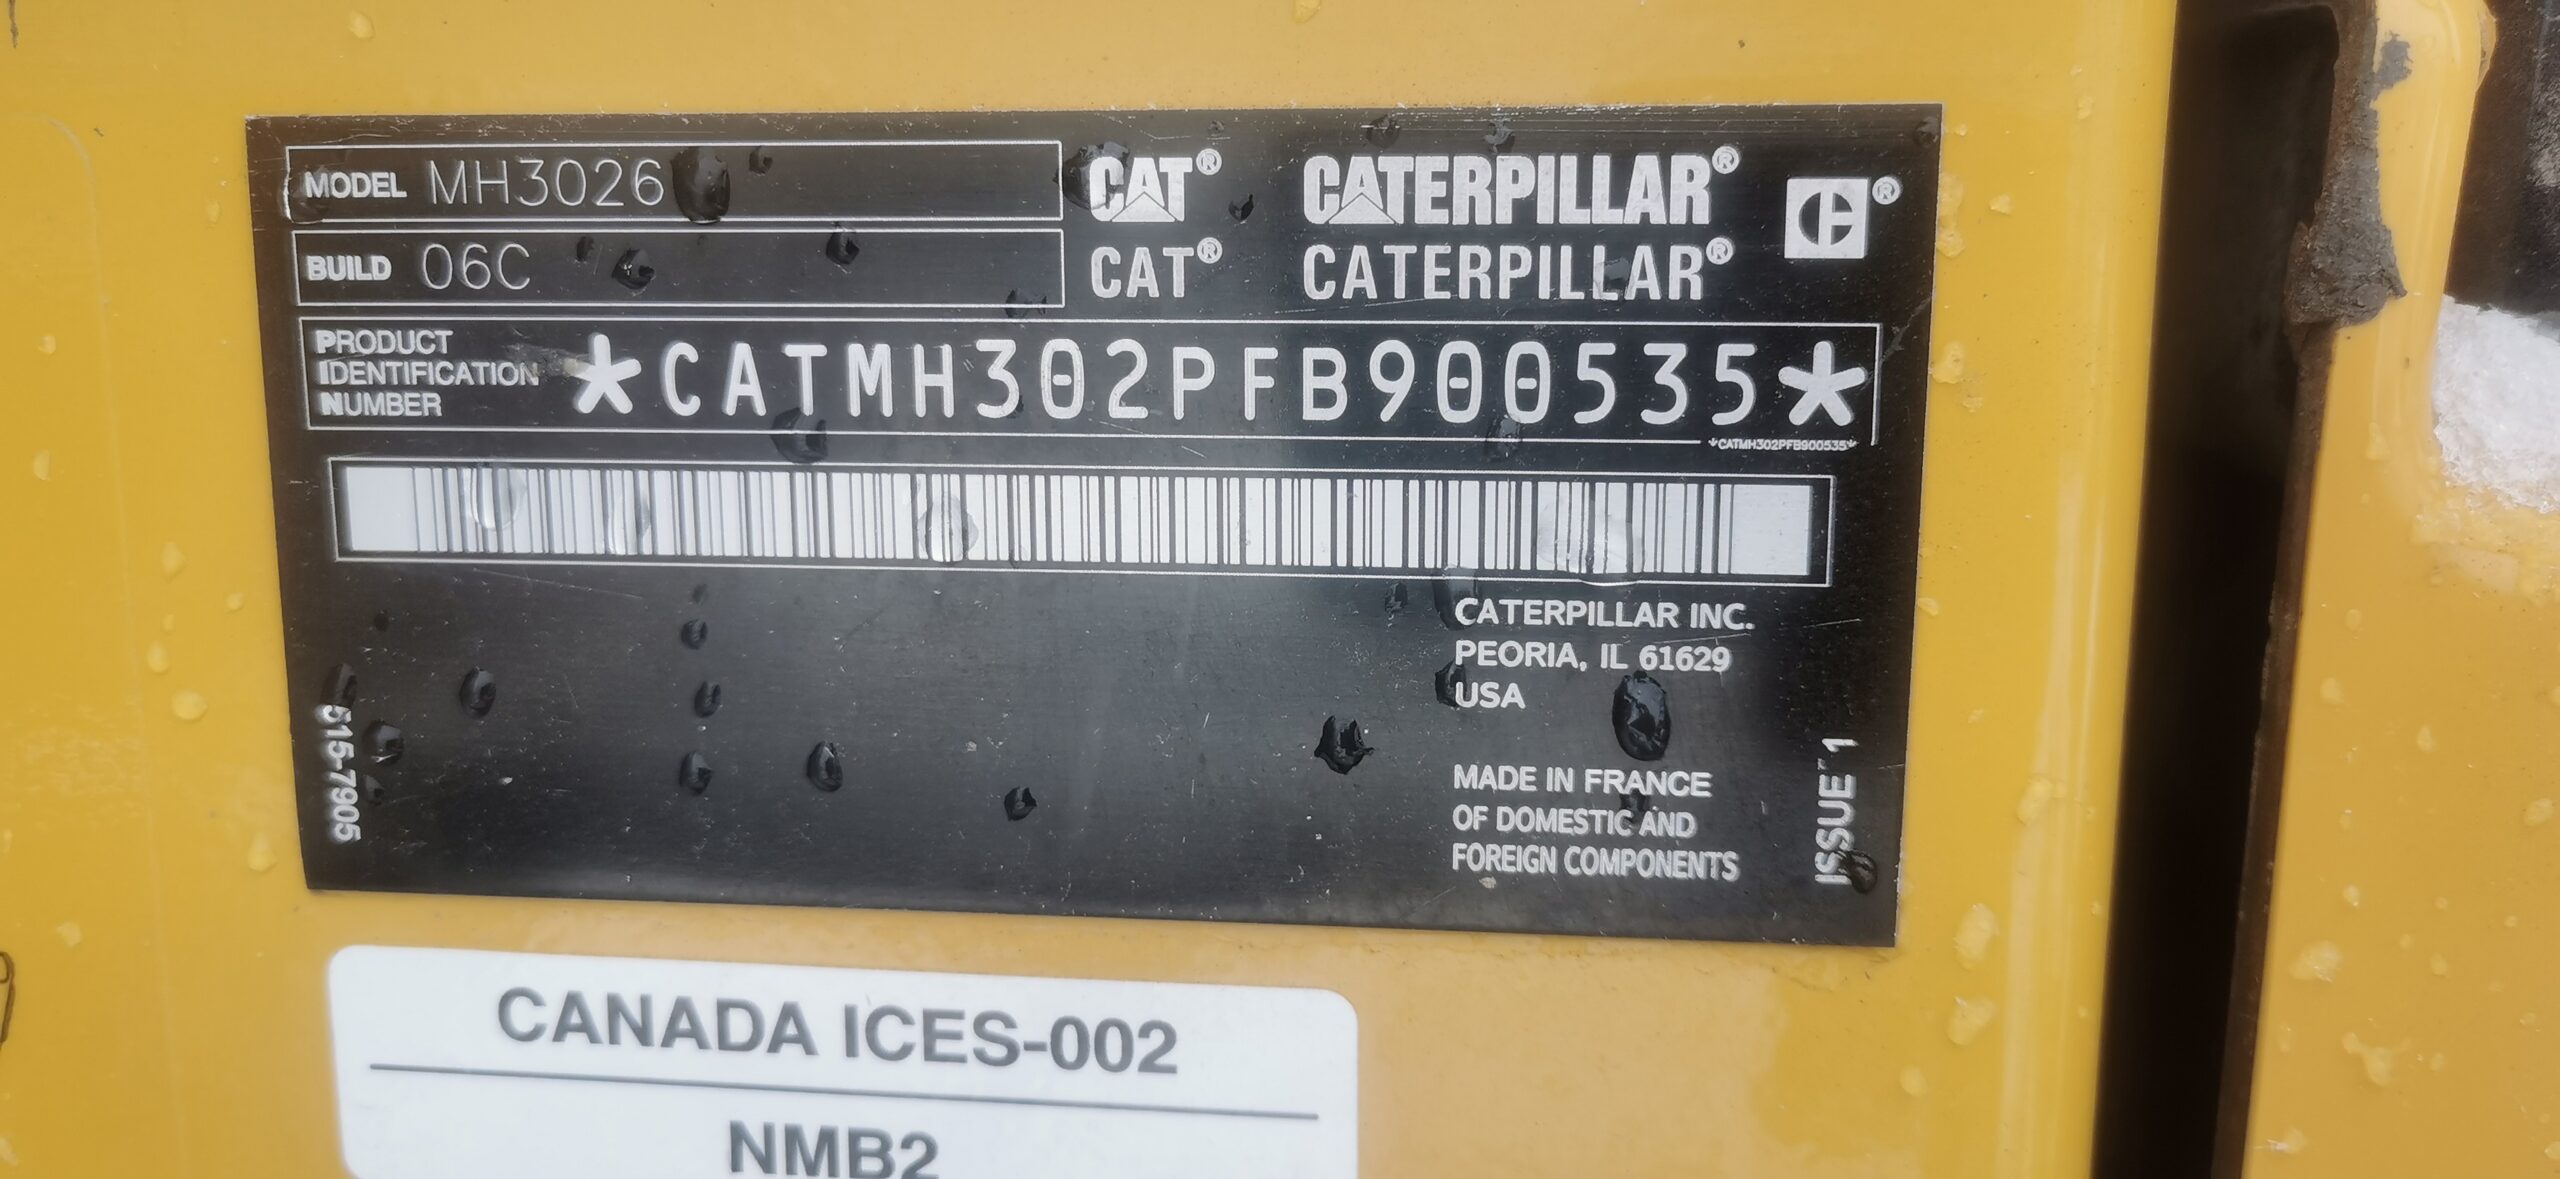 MODEL MH3026
BUILD 06C
CAT® CATERPILLAR® ®
CAT® CATERPILLAR®
PRODUCT
IDENTIFICATION
NUMBER
*CATMH302PFB900535*
*CATMH302PFB900535*
CATERPILLAR INC.
PEORIA, IL 61629
USA
MADE IN FRANCE
OF DOMESTIC AND
FOREIGN COMPONENTS
515-7905
ISSUE 1
CANADA ICES-002
NMB2